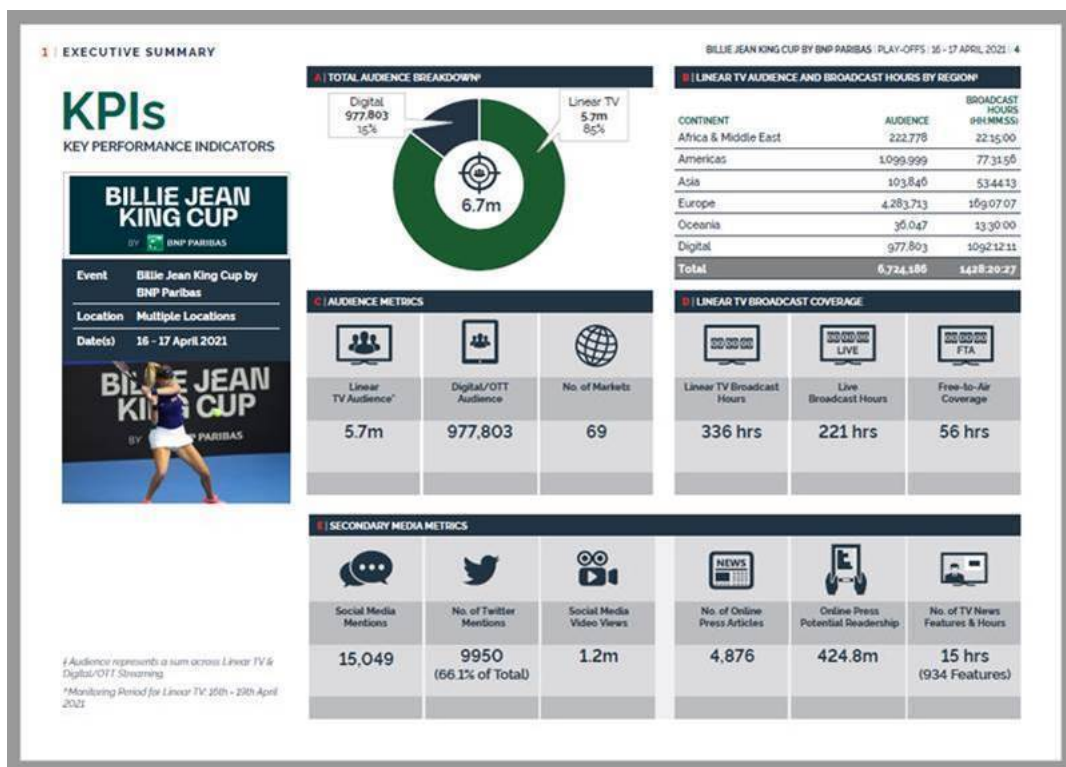 1 | EXECUTIVE SUMMARY
BILLIE JEAN KING CUP BY BNP PARIBAS | PLAY-OFFS | 16 - 17 APRIL 2021 | 4
KPIs
KEY PERFORMANCE INDICATORS
BILLIE JEAN
KING CUP
BY BNP PARIBAS
Event Billie Jean King Cup by
BNP Paribas
Location Multiple Locations
Date(s) 16 - 17 April 2021
BILLIE JEAN
KING CUP
BY BNP PARIBAS
‡ Audience represents a sum across Linear TV &
Digital/OTT Streaming.
*Monitoring Period for Linear TV: 16th - 19th April
2021
A | TOTAL AUDIENCE BREAKDOWN‡
Digital
977,803
15%
Linear TV
5.7m
85%
6.7m
B | LINEAR TV AUDIENCE AND BROADCAST HOURS BY REGION‡
CONTINENT AUDIENCE BROADCAST
HOURS
(HH:MM:SS)
Africa & Middle East 222,778 22:15:00
Americas 1,099,999 77:31:56
Asia 103,846 53:44:13
Europe 4,283,713 169:07:07
Oceania 36,047 13:30:00
Digital 977,803 1092:12:11
Total 6,724,186 1428:20:27
C | AUDIENCE METRICS
Linear
TV Audience*
5.7m
Digital/OTT
Audience
977,803
No. of Markets
69
D | LINEAR TV BROADCAST COVERAGE
00:00:00
Linear TV Broadcast
Hours
336 hrs
00:00:00
LIVE
Live
Broadcast Hours
221 hrs
00:00:00
FTA
Free-to-Air
Coverage
56 hrs
E | SECONDARY MEDIA METRICS
Social Media
Mentions
15,049
No. of Twitter
Mentions
9950
(66.1% of Total)
Social Media
Video Views
1.2m
NEWS
No. of Online
Press Articles
4,876
Online Press
Potential Readership
424.8m
No. of TV News
Features & Hours
15 hrs
(934 Features)